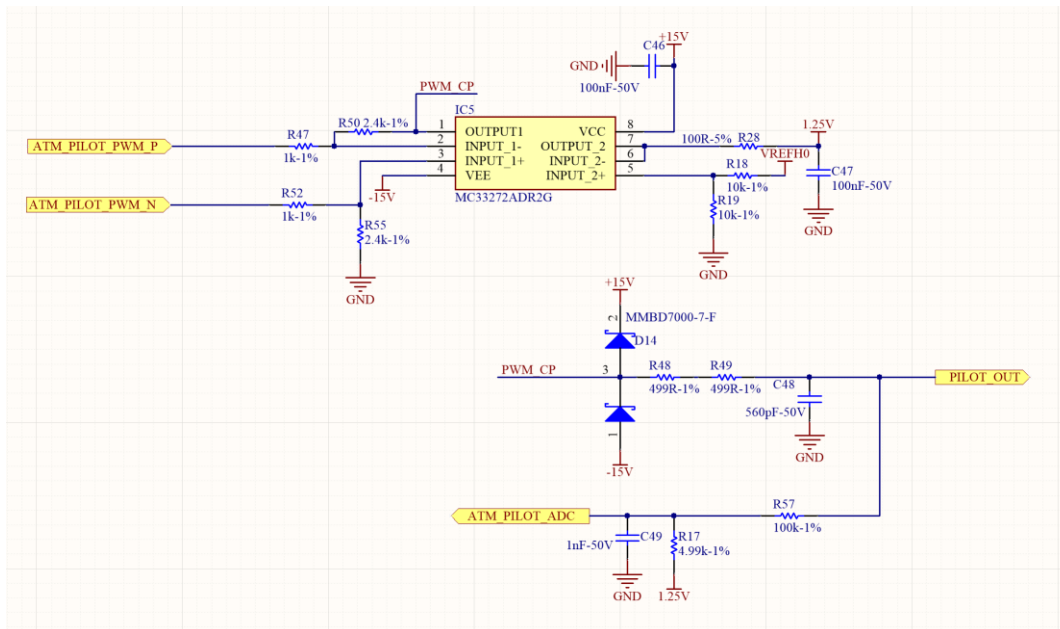 +15V
C46
GND
100nF-50V
PWM_CP
IC5
R50 2.4k-1%
1
2
3
4
OUTPUT1
INPUT_1-
INPUT_1+
VEE
VCC
OUTPUT_2
INPUT_2-
INPUT_2+
8
7
6
5
MC33272ADR2G
ATM_PILOT_PWM_P
R47
1k-1%
ATM_PILOT_PWM_N
R52
1k-1%
-15V
R55
2.4k-1%
GND
100R-5%
R28
1.25V
C47
100nF-50V
GND
VREFH0
R18
10k-1%
R19
10k-1%
GND
+15V
2
MMBD7000-7-F
D14
PWM_CP
3
1
-15V
R48
499R-1%
R49
499R-1%
C48
560pF-50V
GND
PILOT_OUT
ATM_PILOT_ADC
R57
100k-1%
1nF-50V
C49
R17
4.99k-1%
GND
1.25V